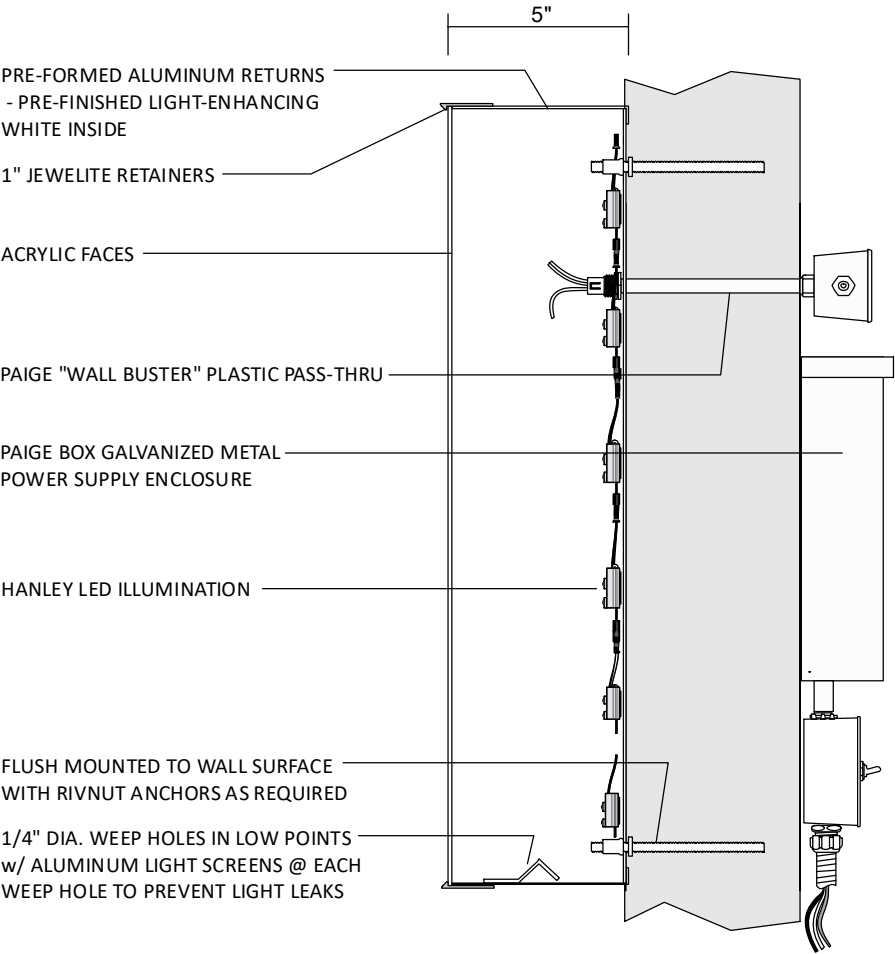 5"
PRE-FORMED ALUMINUM RETURNS
- PRE-FINISHED LIGHT-ENHANCING
WHITE INSIDE
1" JEWELITE RETAINERS
ACRYLIC FACES
PAIGE "WALL BUSTER" PLASTIC PASS-THRU
PAIGE BOX GALVANIZED METAL
POWER SUPPLY ENCLOSURE
HANLEY LED ILLUMINATION
FLUSH MOUNTED TO WALL SURFACE
WITH RIVNUT ANCHORS AS REQUIRED
1/4" DIA. WEEP HOLES IN LOW POINTS
w/ ALUMINUM LIGHT SCREENS @ EACH
WEEP HOLE TO PREVENT LIGHT LEAKS